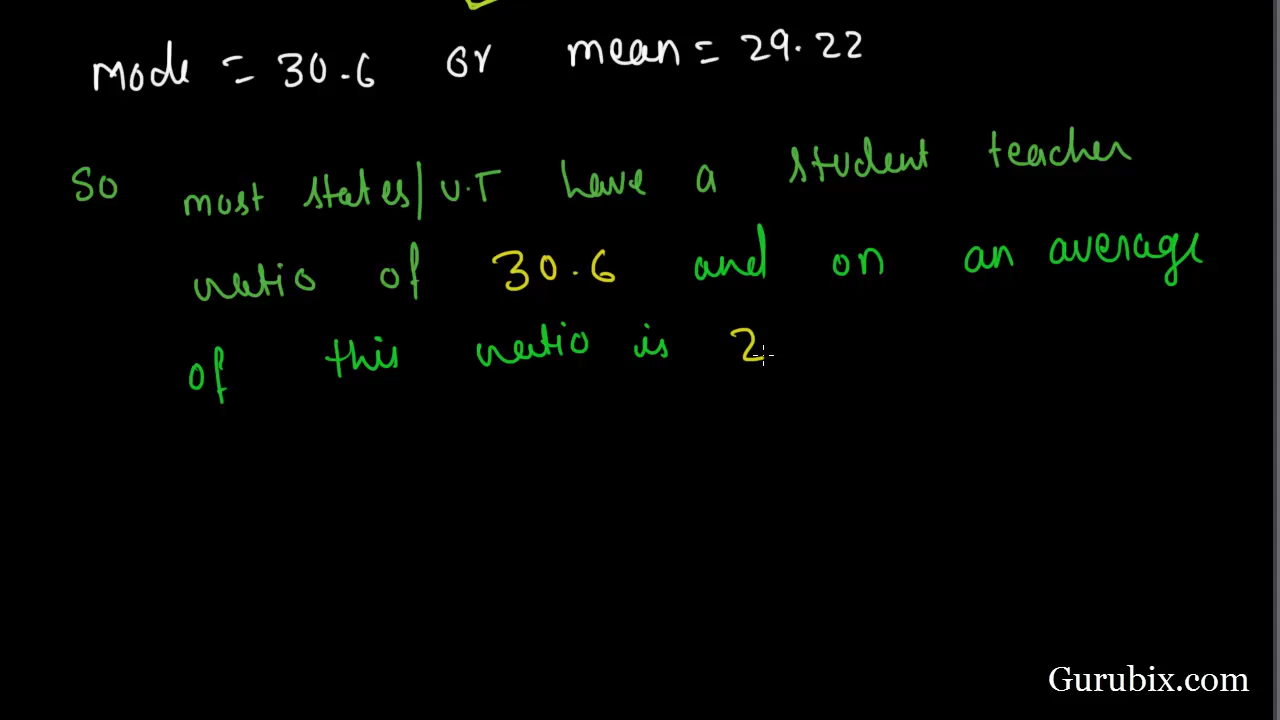 mode = 30.6 or mean = 29.22
So most states/U.T have a student teacher
ratio of 30.6 and on an average
of this ratio is 2
Gurubix.com